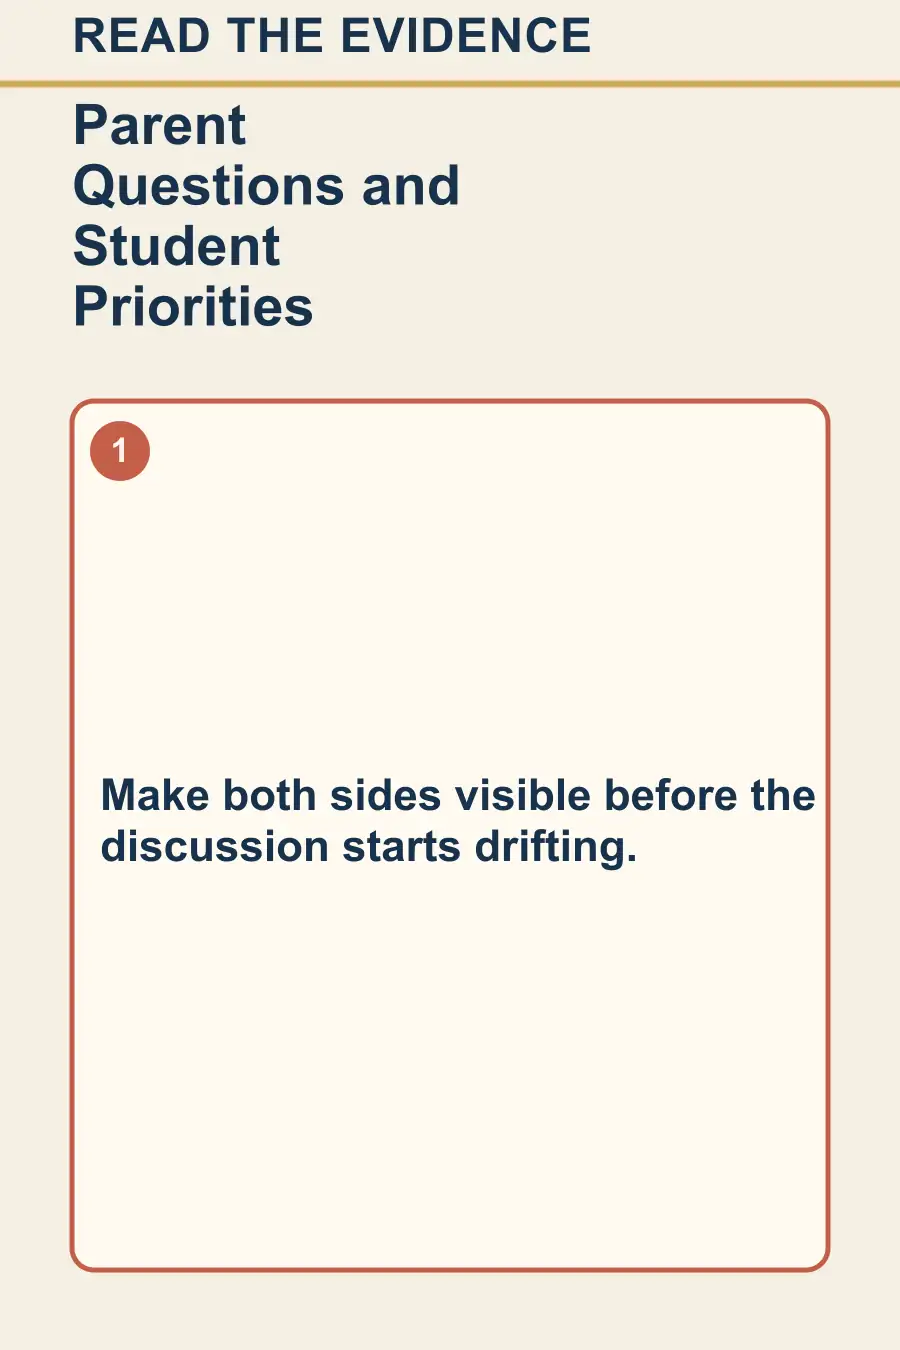 READ THE EVIDENCE
Parent
Questions and
Student
Priorities
1
Make both sides visible before the
discussion starts drifting.